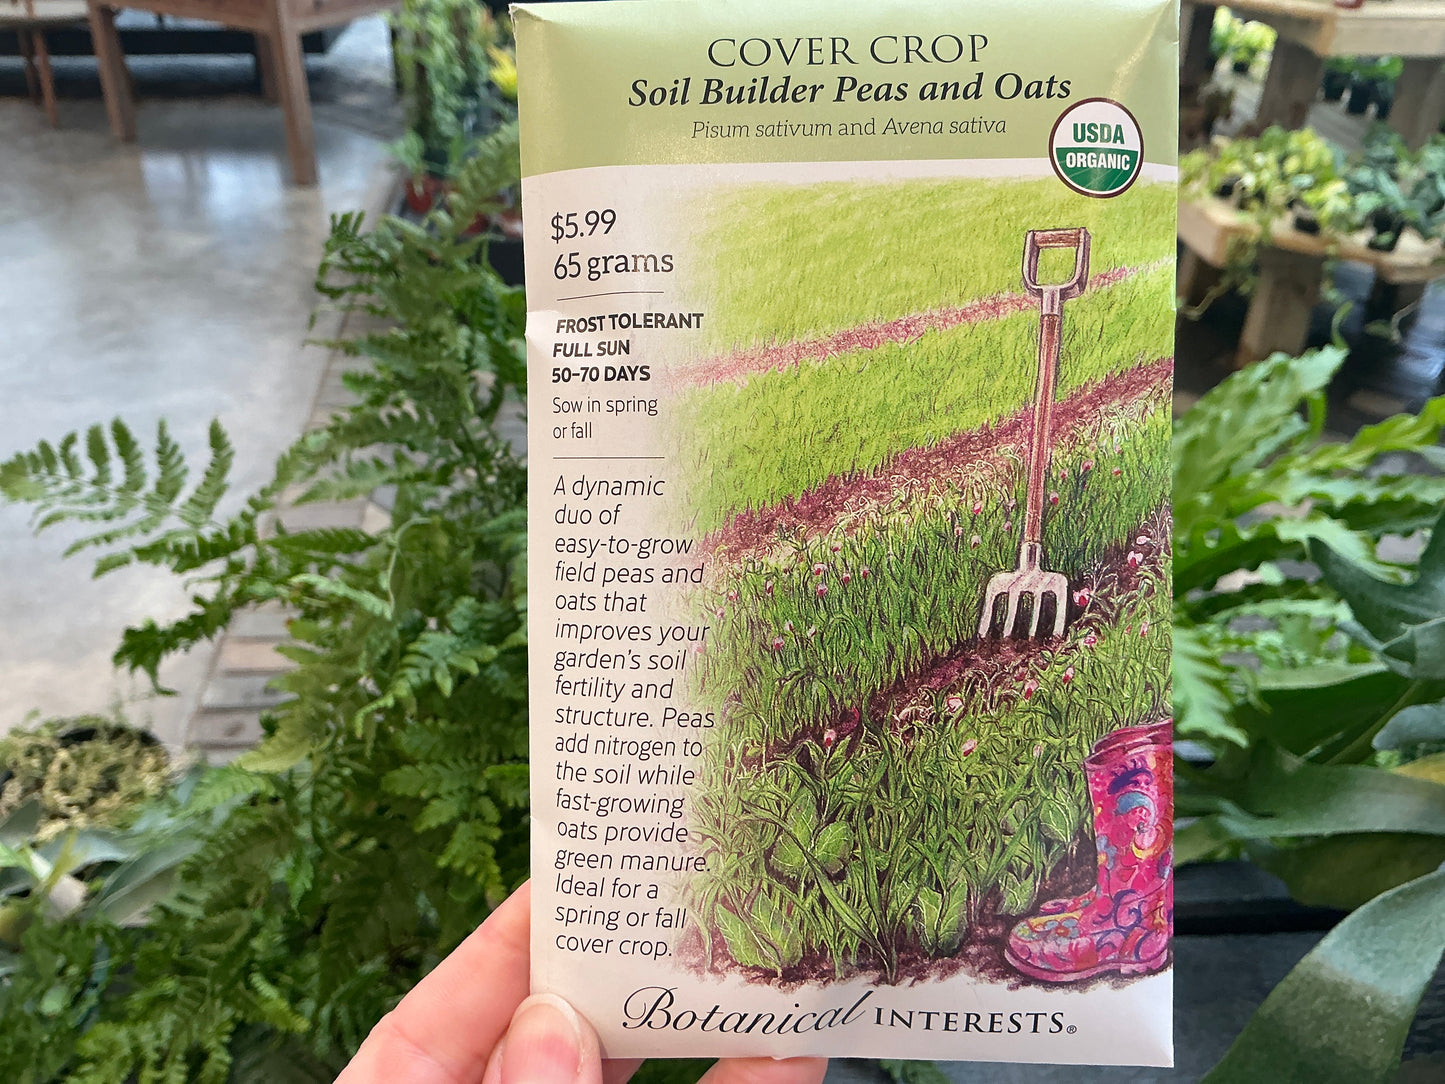 COVER CROP
Soil Builder Peas and Oats
Pisum sativum and Avena sativa
USDA
ORGANIC
$5.99
65 grams
FROST TOLERANT
FULL SUN
50–70 DAYS
Sow in spring
or fall
A dynamic
duo of
easy-to-grow
field peas and
oats that
improves your
garden's soil
fertility and
structure. Peas
add nitrogen to
the soil while
fast-growing
oats provide
green manure.
Ideal for a
spring or fall
cover crop.
Botanical INTERESTS®